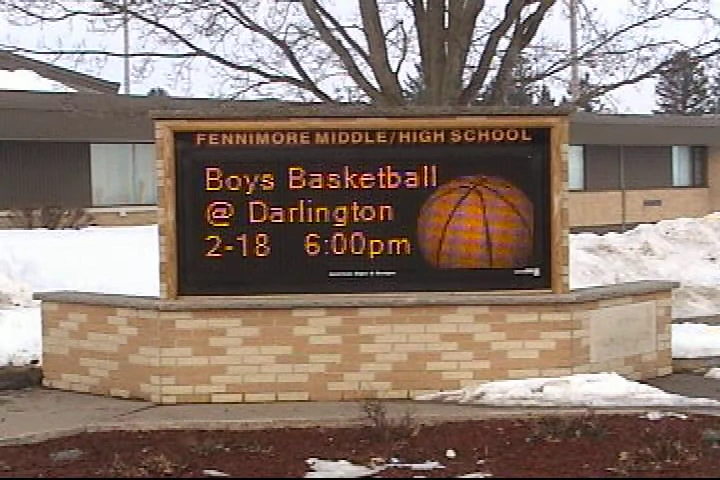 FENNIMORE MIDDLE/HIGH SCHOOL
Boys Basketball
@ Darlington
2-18 6:00pm